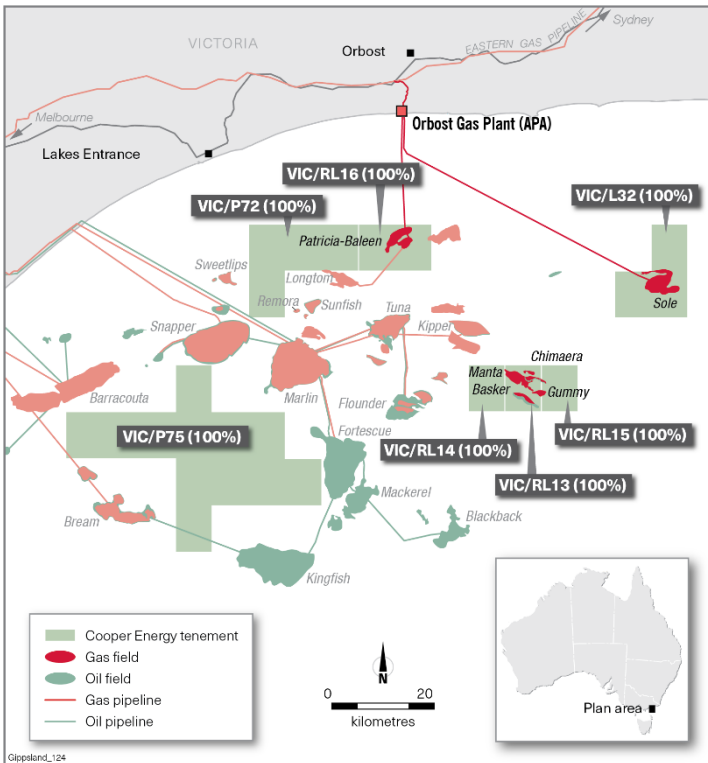 VICTORIA
Orbost
EASTERN GAS PIPELINE
Sydney
Melbourne
Lakes Entrance
Orbost Gas Plant (APA)
VIC/RL16 (100%)
VIC/P72 (100%)
VIC/L32 (100%)
Patricia-Baleen
Sweetlips
Longtom
Remora
Sunfish
Tuna
Sole
Snapper
Kipper
Chimaera
Marlin
Manta
Barracouta
Basker
Gummy
Flounder
Fortescue
VIC/P75 (100%)
VIC/RL14 (100%)
VIC/RL15 (100%)
VIC/RL13 (100%)
Mackerel
Bream
Blackback
Kingfish
Cooper Energy tenement
Gas field
Oil field
Gas pipeline
Oil pipeline
N
0 20
kilometres
Plan area
Gippsland_124